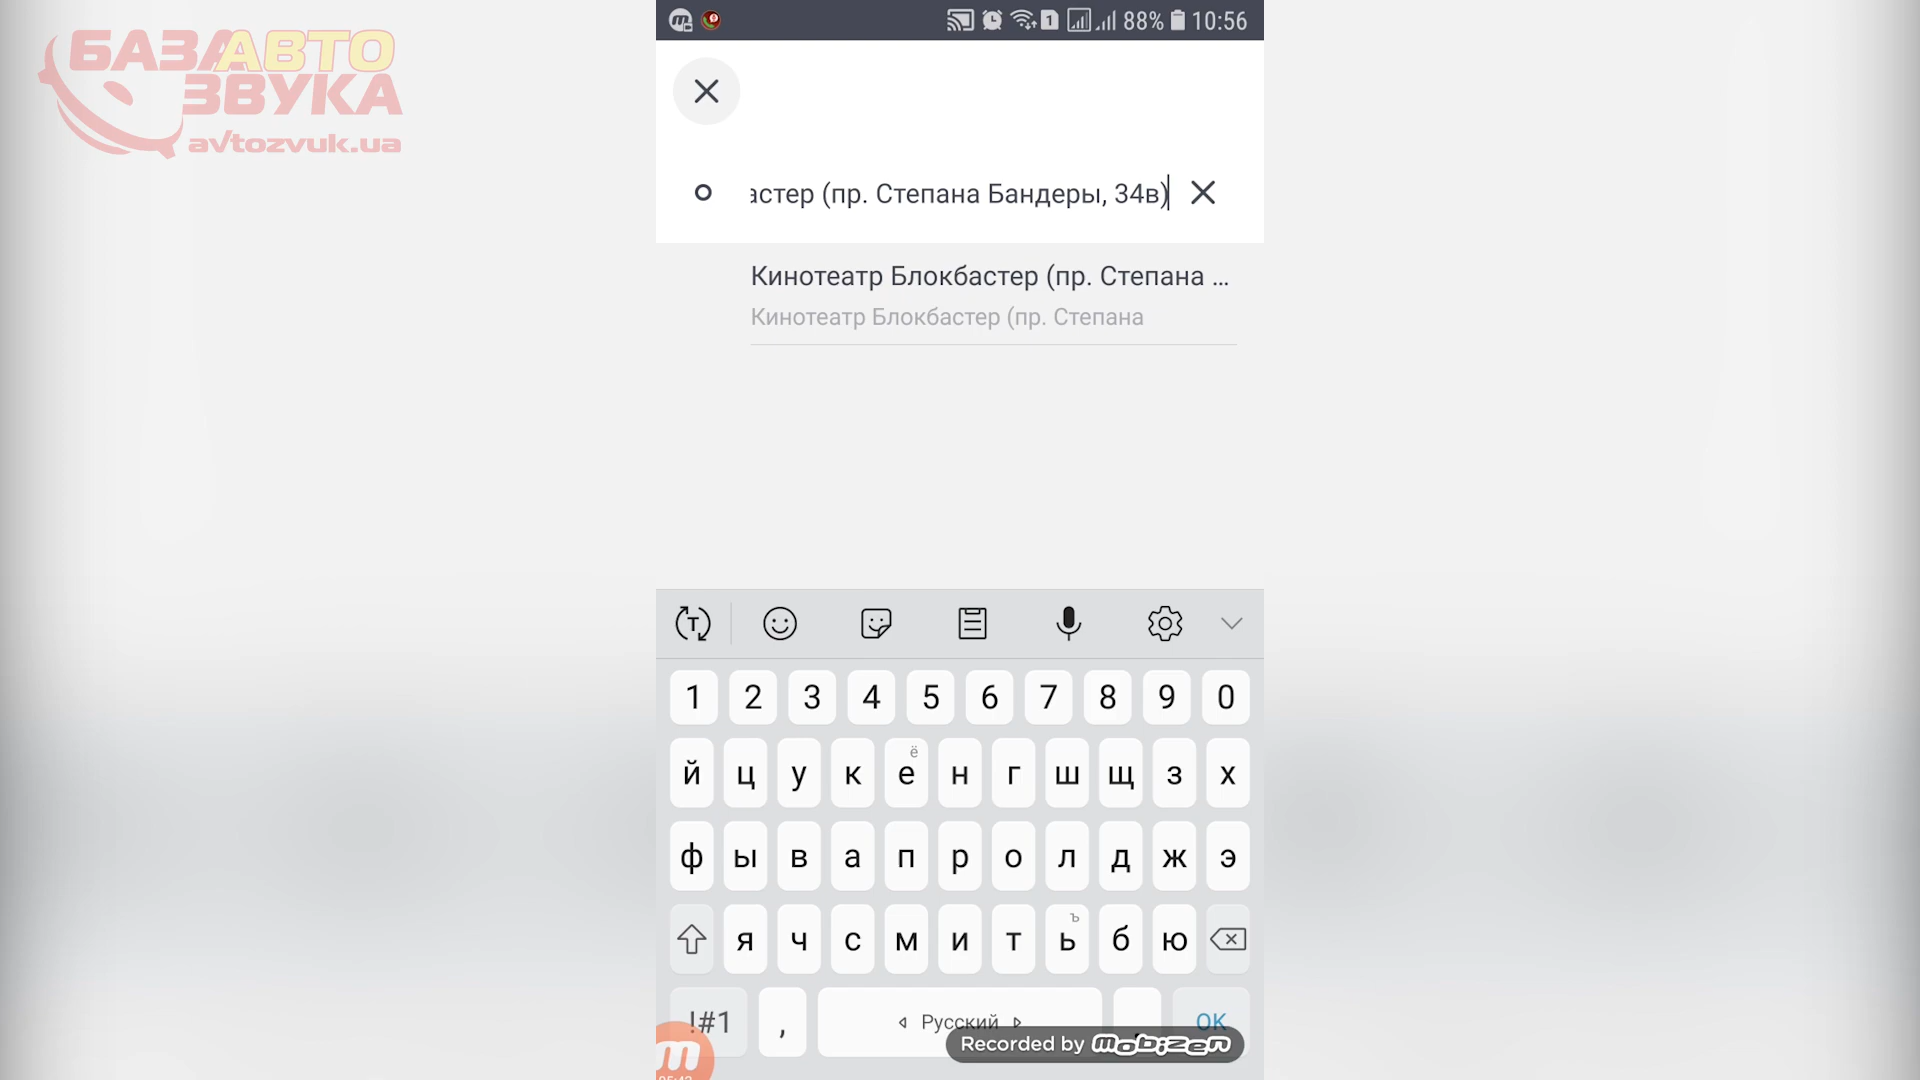 БАЗА АВТО
ЗВУКА
avtozvuk.ua
1 88% 10:56
астер (пр. Степана Бандеры, 34в)
Кинотеатр Блокбастер (пр. Степана ...
Кинотеатр Блокбастер (пр. Степана
T
1 2 3 4 5 6 7 8 9 0
ё
й ц у к е н г ш щ з х
ф ы в а п р о л д ж э
ъ
я ч с м и т ь б ю
!#1 , Русский . OK
Recorded by mobizen
m